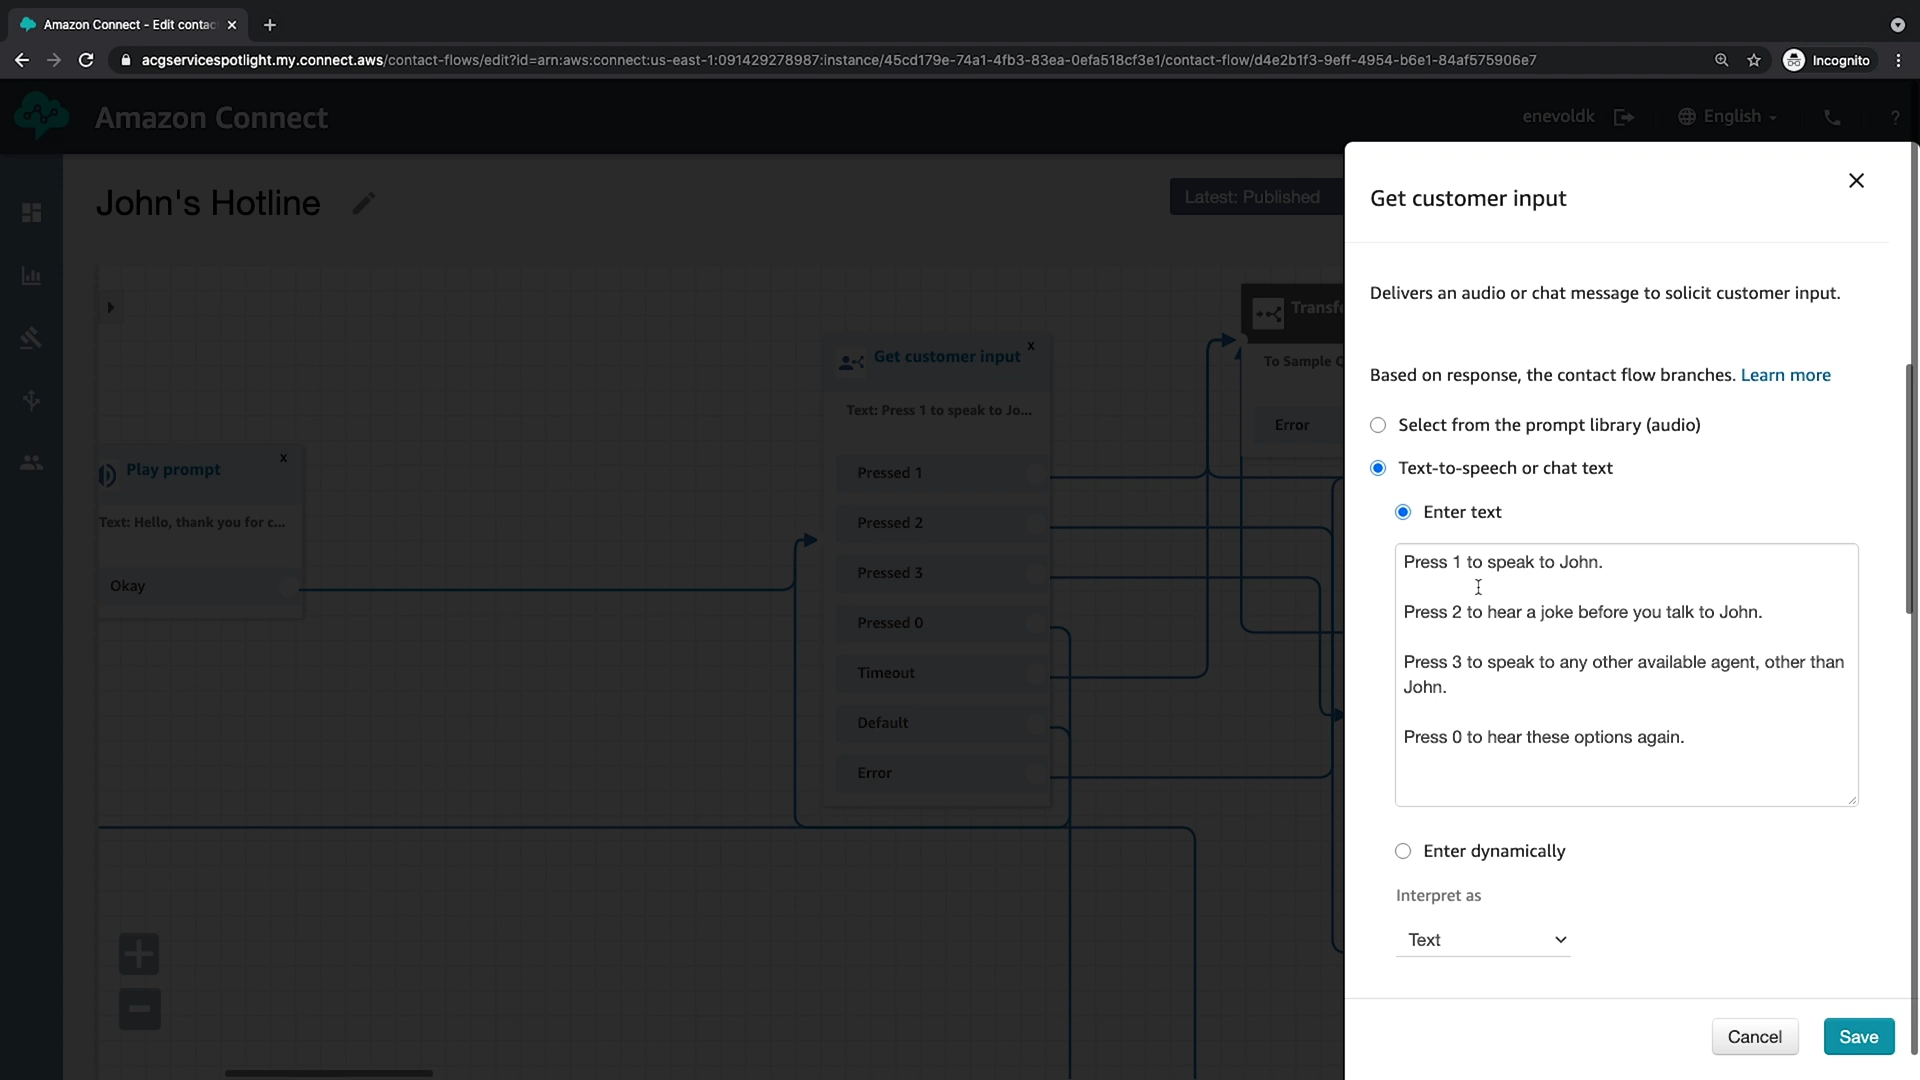 Amazon Connect - Edit contac
acgservicespotlight.my.connect.aws/contact-flows/edit?id=arn:aws:connect:us-east-1:091429278987:instance/45cd179e-74a1-4fb3-83ea-0efa518cf3e1/contact-flow/d4e2b1f3-9eff-4954-b6e1-84af575906e7
Incognito
Amazon Connect
enevoldk
English
?
John's Hotline
Latest: Published
Play prompt
x
Text: Hello, thank you for c...
Okay
Get customer input
x
Text: Press 1 to speak to Jo...
Pressed 1
Pressed 2
Pressed 3
Pressed 0
Timeout
Default
Error
Transfe
To Sample Q
Error
Get customer input
Delivers an audio or chat message to solicit customer input.
Based on response, the contact flow branches. Learn more
Select from the prompt library (audio)
Text-to-speech or chat text
Enter text
Press 1 to speak to John.
Press 2 to hear a joke before you talk to John.
Press 3 to speak to any other available agent, other than
John.
Press 0 to hear these options again.
Enter dynamically
Interpret as
Text
Cancel
Save